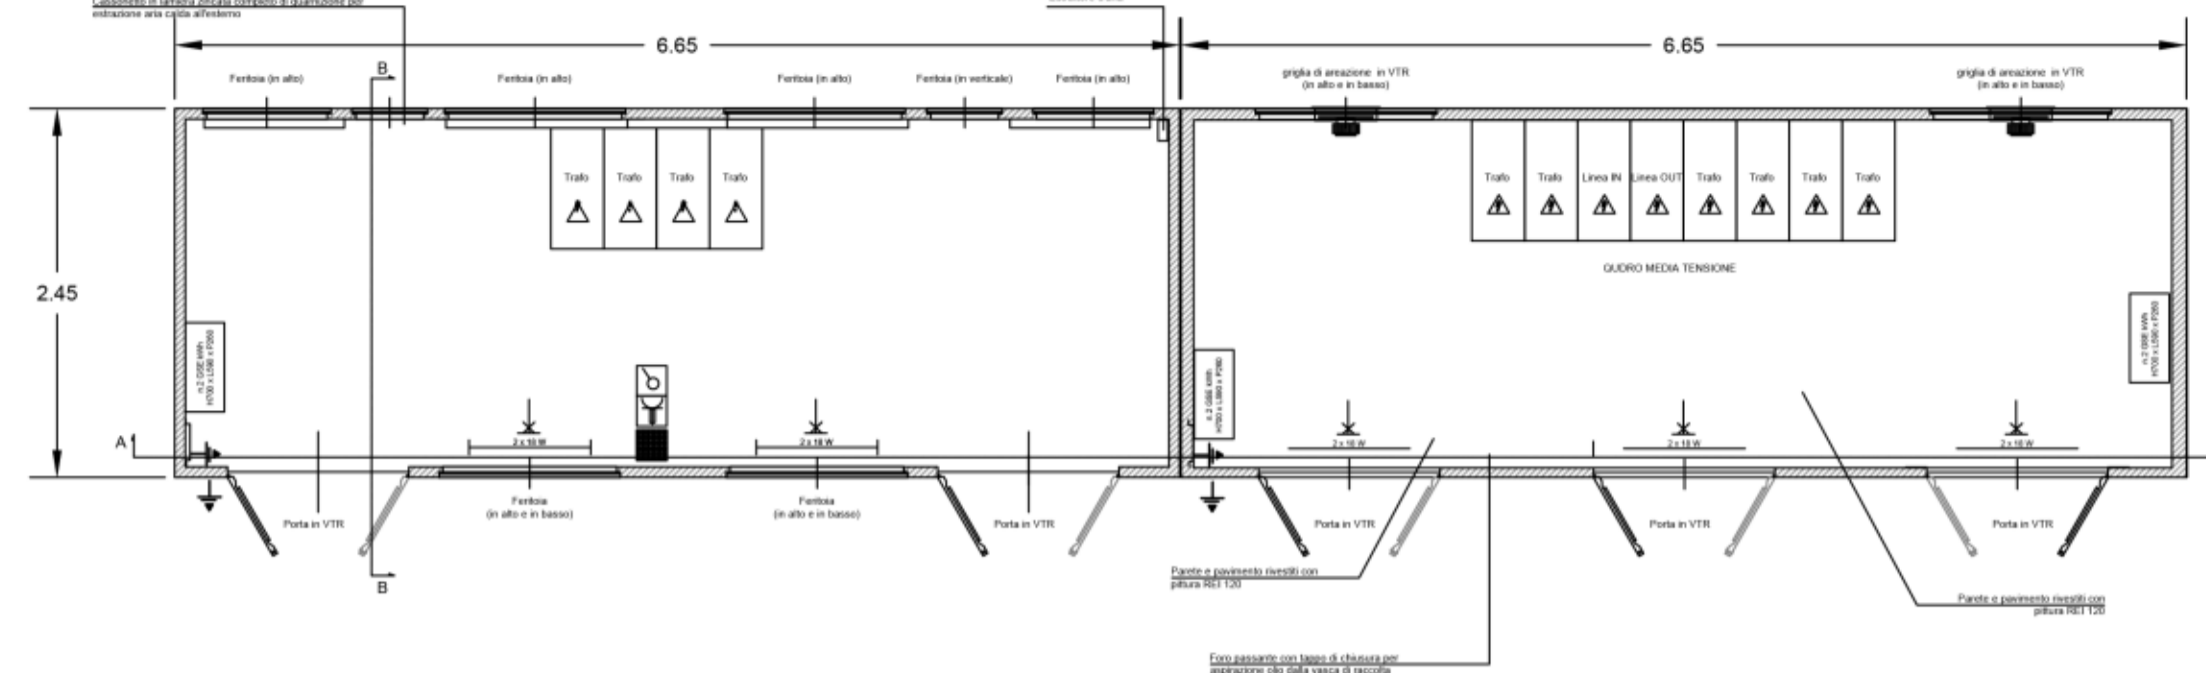 Cassonetto in lamiera zincata completo di guarnizione per
estrazione aria calda all'esterno
6.65
6.65
B
Feritoia (in alto)
Feritoia (in alto)
Feritoia (in alto)
Feritoia (in verticale)
Feritoia (in alto)
griglia di areazione in VTR
(in alto e in basso)
griglia di areazione in VTR
(in alto e in basso)
Trafo
Trafo
Trafo
Trafo
Trafo
Trafo
Linea IN
Linea OUT
Trafo
Trafo
Trafo
Trafo
QUDRO MEDIA TENSIONE
2.45
A
2 x 18 W
2 x 18 W
2 x 18 W
2 x 18 W
2 x 18 W
Feritoia
(in alto e in basso)
Feritoia
(in alto e in basso)
Porta in VTR
Porta in VTR
Porta in VTR
Porta in VTR
Porta in VTR
B
Parete e pavimento rivestiti con
pittura REI 120
Parete e pavimento rivestiti con
pittura REI 120
Foro passante con tappo di chiusura per
aspirazione olio dalla vasca di raccolta